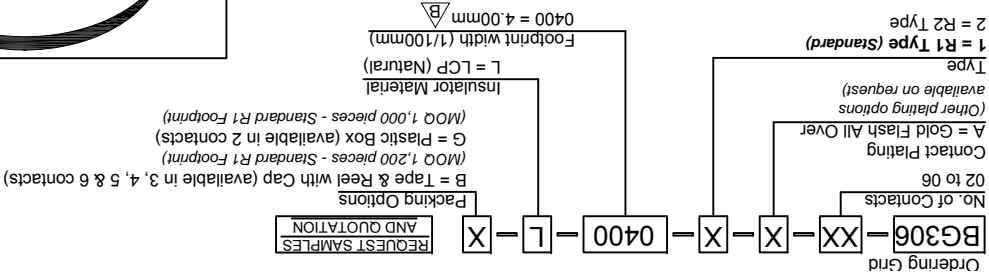 Ordering Grid
BG306 - XX - X - X - 0400 - L - X
REQUEST SAMPLES
AND QUOTATION
No. of Contacts
02 to 06
Contact Plating
A = Gold Flash All Over
(Other plating options
available on request)
Type
1 = R1 Type (Standard)
2 = R2 Type
Packing Options
B = Tape & Reel with Cap (available in 3, 4, 5 & 6 contacts)
(MOQ 1,200 pieces - Standard R1 Footprint)
G = Plastic Box (available in 2 contacts)
(MOQ 1,000 pieces - Standard R1 Footprint)
Insulator Material
L = LCP (Natural)
Footprint width (1/100mm)
0400 = 4.00mm B